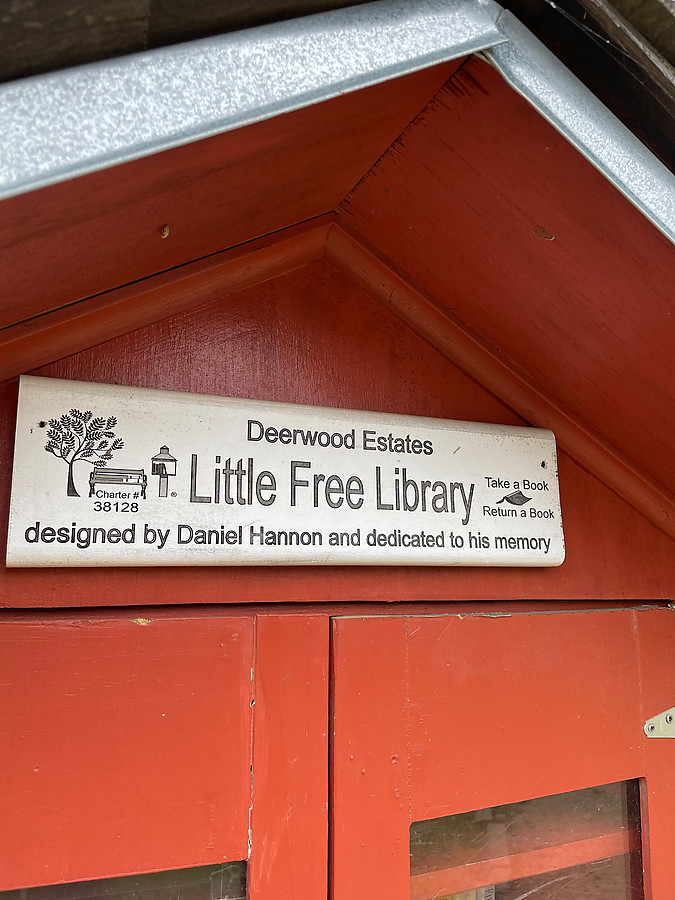 Deerwood Estates
Little Free Library
®
Charter #
38128
Take a Book
Return a Book
designed by Daniel Hannon and dedicated to his memory